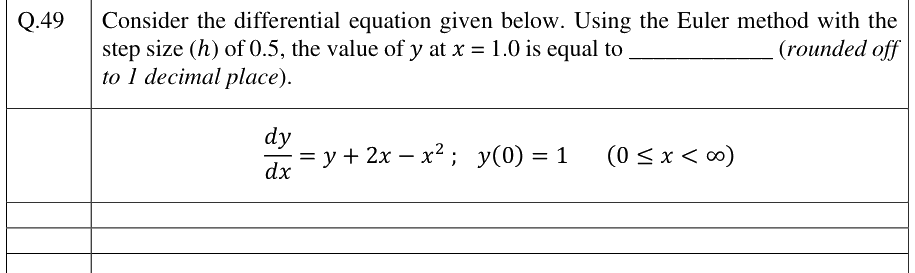 Q.49 Consider the differential equation given below. Using the Euler method with the
step size (h) of 0.5, the value of y at x = 1.0 is equal to ____________ (rounded off
to 1 decimal place).
dy/dx = y + 2x − x² ; y(0) = 1 (0 ≤ x < ∞)